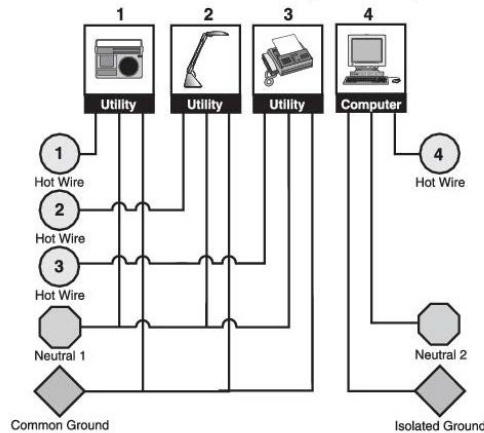 1 2 3 4
Utility Utility Utility Computer
1
Hot Wire
4
Hot Wire
2
Hot Wire
3
Hot Wire
Neutral 1
Neutral 2
Common Ground
Isolated Ground